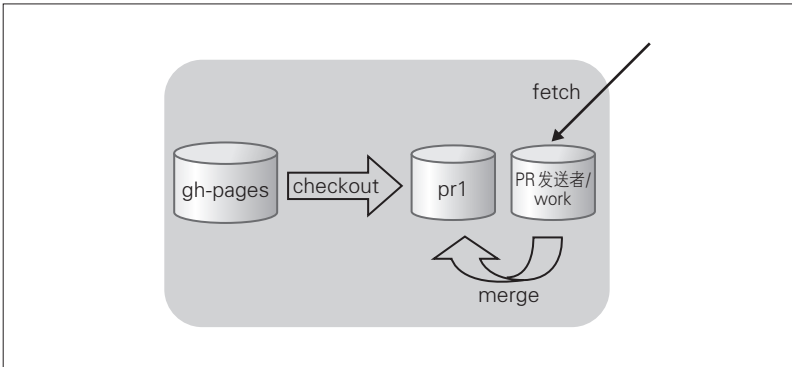 fetch
gh-pages
checkout
pr1
PR 发送者/
work
merge